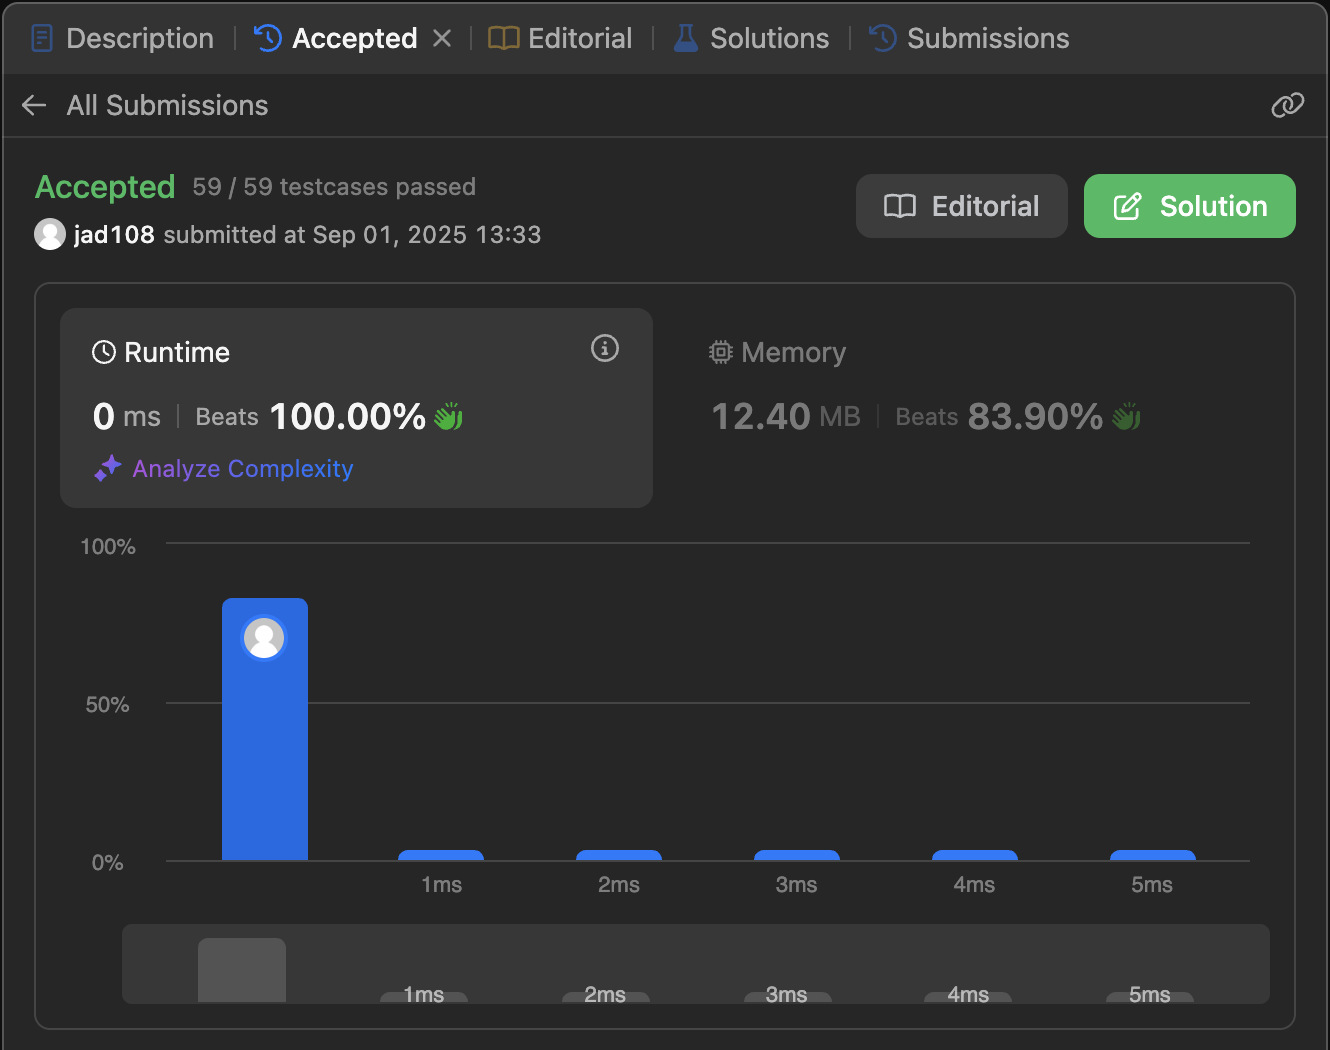 Description Accepted Editorial Solutions Submissions
All Submissions
Accepted 59 / 59 testcases passed
jad108 submitted at Sep 01, 2025 13:33
Editorial Solution
Runtime
0 ms Beats 100.00%
Analyze Complexity
Memory
12.40 MB Beats 83.90%
100%
50%
0%
1ms 2ms 3ms 4ms 5ms
1ms 2ms 3ms 4ms 5ms